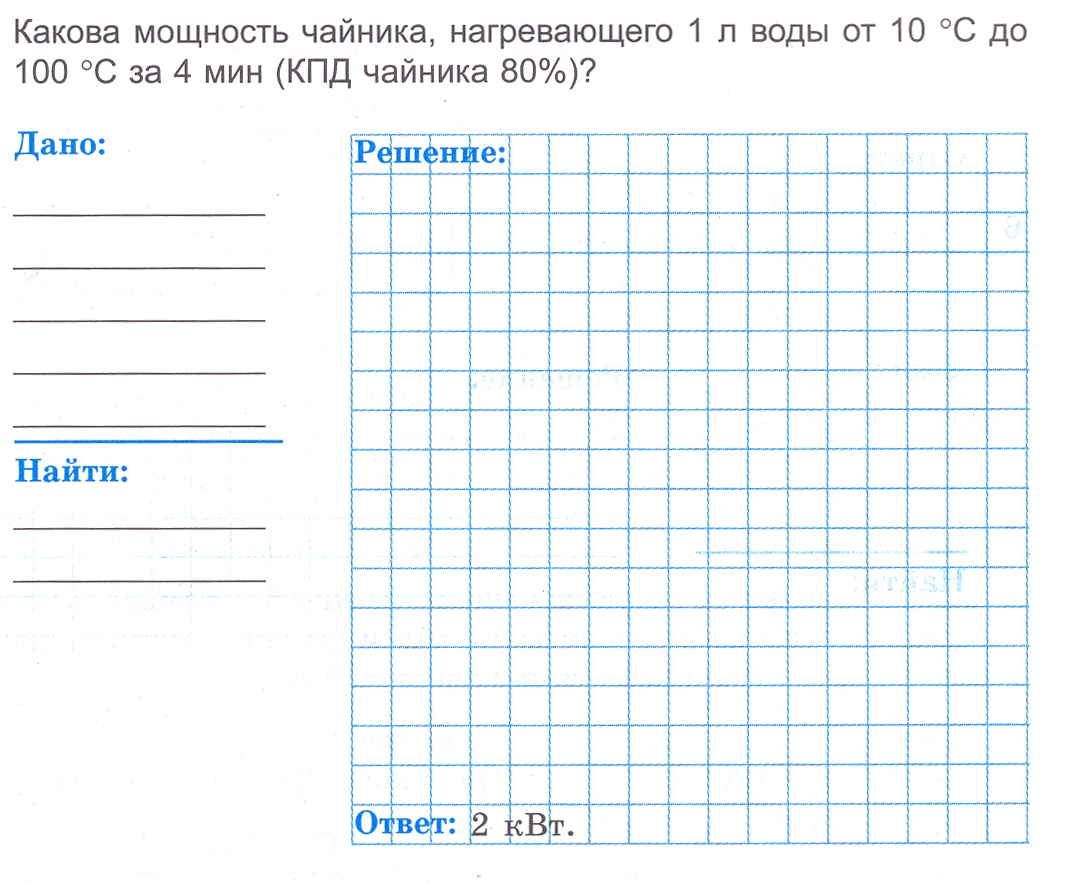 Какова мощность чайника, нагревающего 1 л воды от 10 °С до
100 °С за 4 мин (КПД чайника 80%)?
Дано:
Решение:
Найти:
Ответ: 2 кВт.